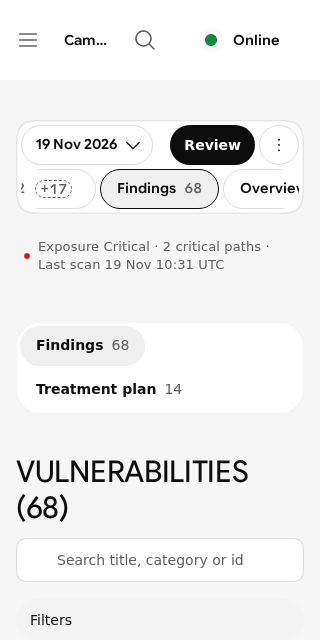 Cam...
Online
19 Nov 2026
Review
+17
Findings 68
Overview
Exposure Critical · 2 critical paths ·
Last scan 19 Nov 10:31 UTC
Findings 68
Treatment plan 14
VULNERABILITIES
(68)
Search title, category or id
Filters